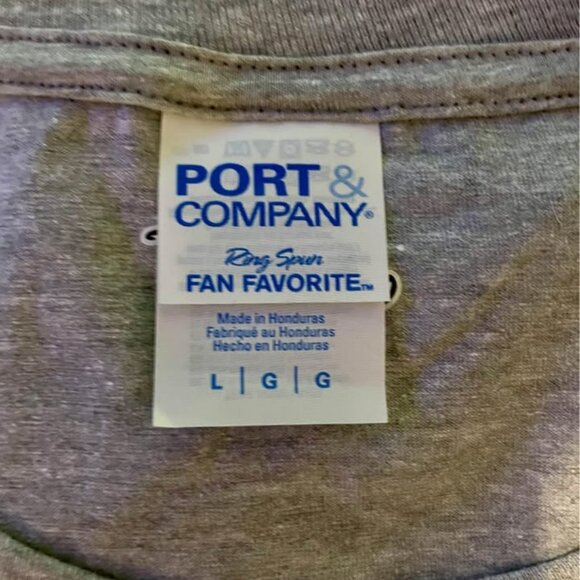 PORT &
COMPANY®
Ring Spun
FAN FAVORITE™
Made in Honduras
Fabriqué au Honduras
Hecho en Honduras
L | G | G